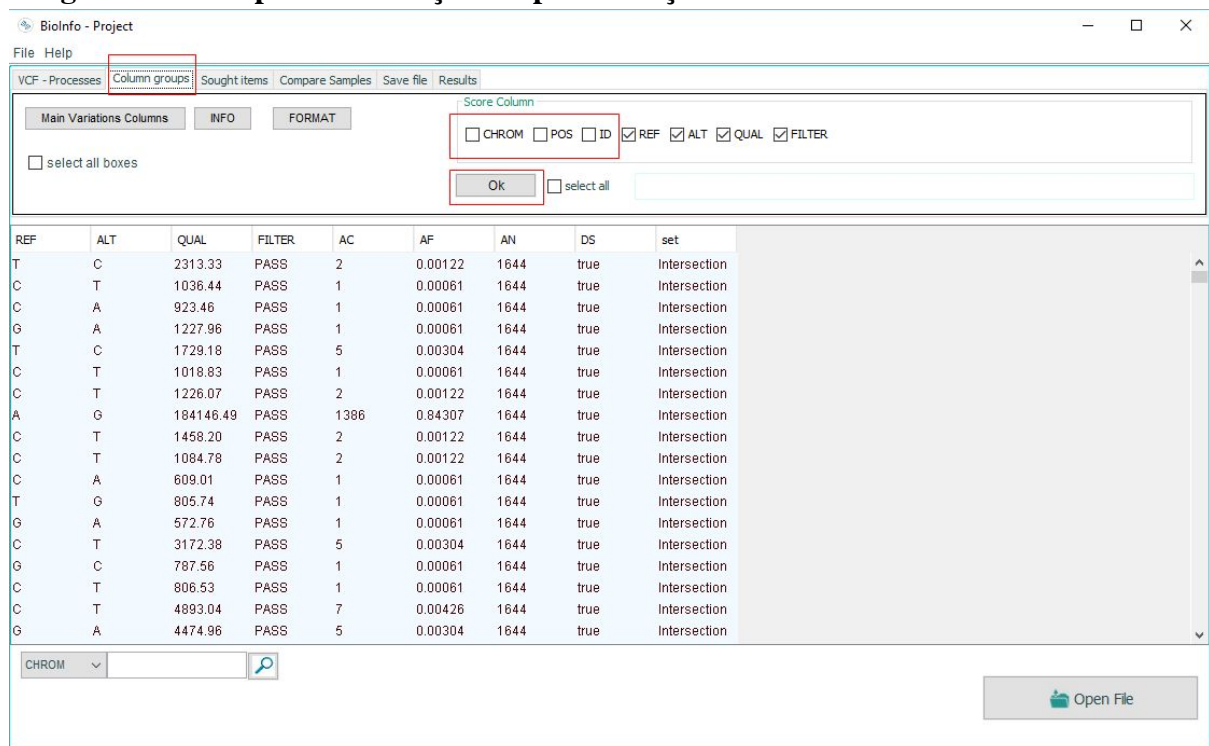 BioInfo - Project
File Help
VCF - Processes Column groups Sought items Compare Samples Save file Results
Score Column
Main Variations Columns INFO FORMAT
CHROM POS ID REF ALT QUAL FILTER
select all boxes
Ok select all
REF ALT QUAL FILTER AC AF AN DS set
T C 2313.33 PASS 2 0.00122 1644 true Intersection
C T 1036.44 PASS 1 0.00061 1644 true Intersection
C A 923.46 PASS 1 0.00061 1644 true Intersection
G A 1227.96 PASS 1 0.00061 1644 true Intersection
T C 1729.18 PASS 5 0.00304 1644 true Intersection
C T 1018.83 PASS 1 0.00061 1644 true Intersection
C T 1226.07 PASS 2 0.00122 1644 true Intersection
A G 184146.49 PASS 1386 0.84307 1644 true Intersection
C T 1458.20 PASS 2 0.00122 1644 true Intersection
C T 1084.78 PASS 2 0.00122 1644 true Intersection
C A 609.01 PASS 1 0.00061 1644 true Intersection
T G 805.74 PASS 1 0.00061 1644 true Intersection
G A 572.76 PASS 1 0.00061 1644 true Intersection
C T 3172.38 PASS 5 0.00304 1644 true Intersection
G C 787.56 PASS 1 0.00061 1644 true Intersection
C T 806.53 PASS 1 0.00061 1644 true Intersection
C T 4893.04 PASS 7 0.00426 1644 true Intersection
G A 4474.96 PASS 5 0.00304 1644 true Intersection
CHROM
Open File